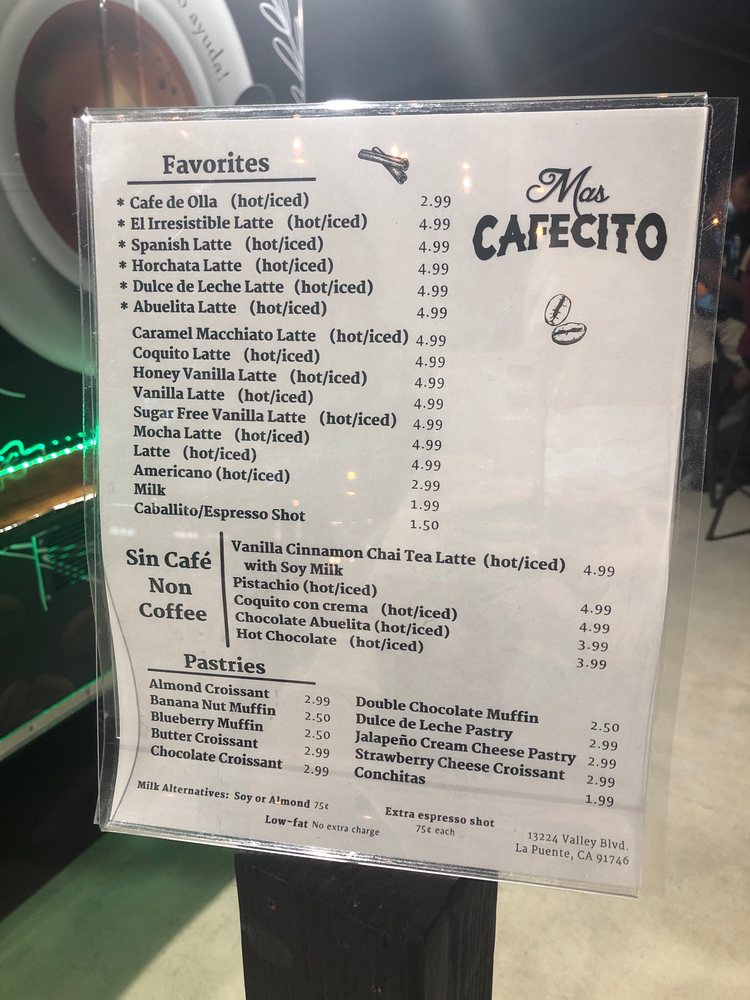 ayuda!
Favorites
Mas
CAFECITO
* Cafe de Olla (hot/iced) 2.99
* El Irresistible Latte (hot/iced) 4.99
* Spanish Latte (hot/iced) 4.99
* Horchata Latte (hot/iced) 4.99
* Dulce de Leche Latte (hot/iced) 4.99
* Abuelita Latte (hot/iced) 4.99
Caramel Macchiato Latte (hot/iced) 4.99
Coquito Latte (hot/iced) 4.99
Honey Vanilla Latte (hot/iced) 4.99
Vanilla Latte (hot/iced) 4.99
Sugar Free Vanilla Latte (hot/iced) 4.99
Mocha Latte (hot/iced) 4.99
Latte (hot/iced) 4.99
Americano (hot/iced) 2.99
Milk 1.99
Caballito/Espresso Shot 1.50
Sin Café
Non
Coffee
Vanilla Cinnamon Chai Tea Latte (hot/iced) 4.99
with Soy Milk
Pistachio (hot/iced) 4.99
Coquito con crema (hot/iced) 4.99
Chocolate Abuelita (hot/iced) 3.99
Hot Chocolate (hot/iced) 3.99
Pastries
Almond Croissant 2.99
Banana Nut Muffin 2.50
Blueberry Muffin 2.50
Butter Croissant 2.99
Chocolate Croissant 2.99
Double Chocolate Muffin 2.50
Dulce de Leche Pastry 2.99
Jalapeño Cream Cheese Pastry 2.99
Strawberry Cheese Croissant 2.99
Conchitas 1.99
Milk Alternatives: Soy or Almond 75¢
Low-fat No extra charge
Extra espresso shot
75¢ each
13224 Valley Blvd.
La Puente, CA 91746